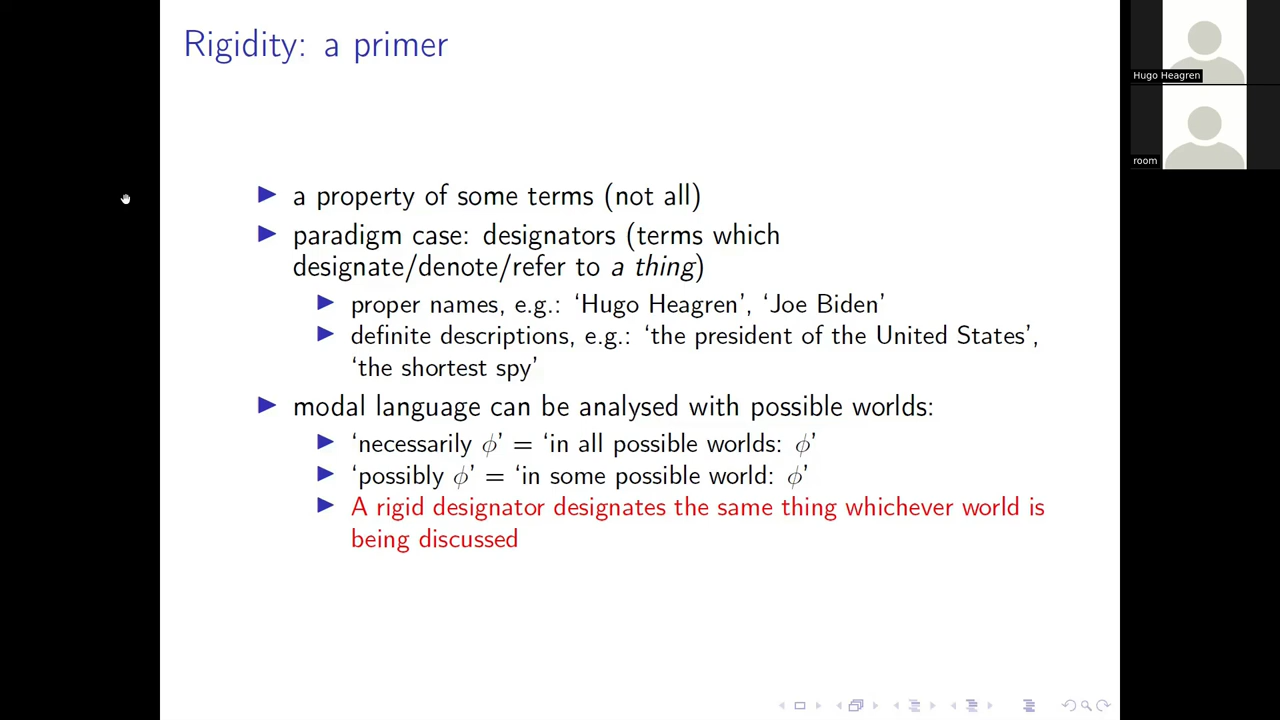 Rigidity: a primer
Hugo Heagren
room
▶ a property of some terms (not all)
▶ paradigm case: designators (terms which
designate/denote/refer to a thing)
▶ proper names, e.g.: ‘Hugo Heagren’, ‘Joe Biden’
▶ definite descriptions, e.g.: ‘the president of the United States’,
‘the shortest spy’
▶ modal language can be analysed with possible worlds:
▶ ‘necessarily ϕ’ = ‘in all possible worlds: ϕ’
▶ ‘possibly ϕ’ = ‘in some possible world: ϕ’
▶ A rigid designator designates the same thing whichever world is
being discussed